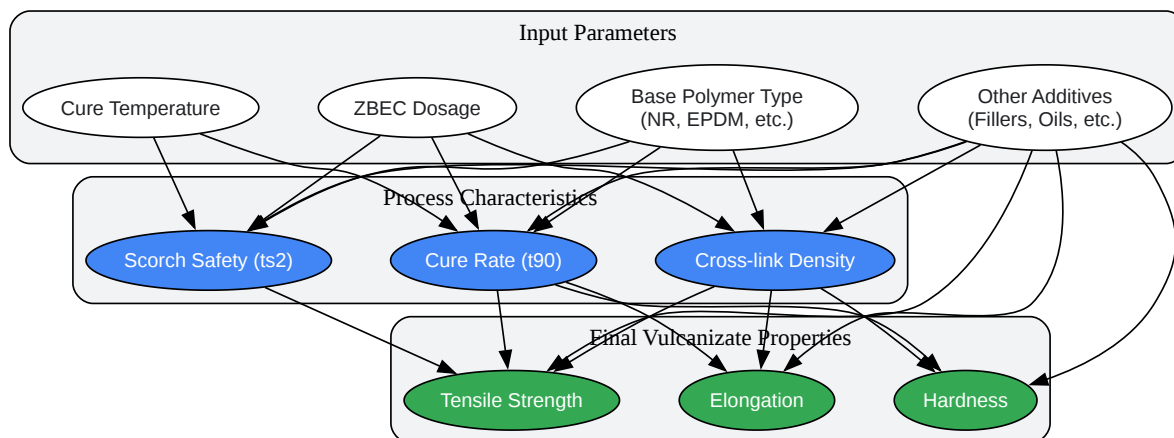 Input Parameters
Cure Temperature
ZBEC Dosage
Base Polymer Type
(NR, EPDM, etc.)
Other Additives
(Fillers, Oils, etc.)
Process Characteristics
Scorch Safety (ts2)
Cure Rate (t90)
Cross-link Density
Final Vulcanizate Properties
Tensile Strength
Elongation
Hardness